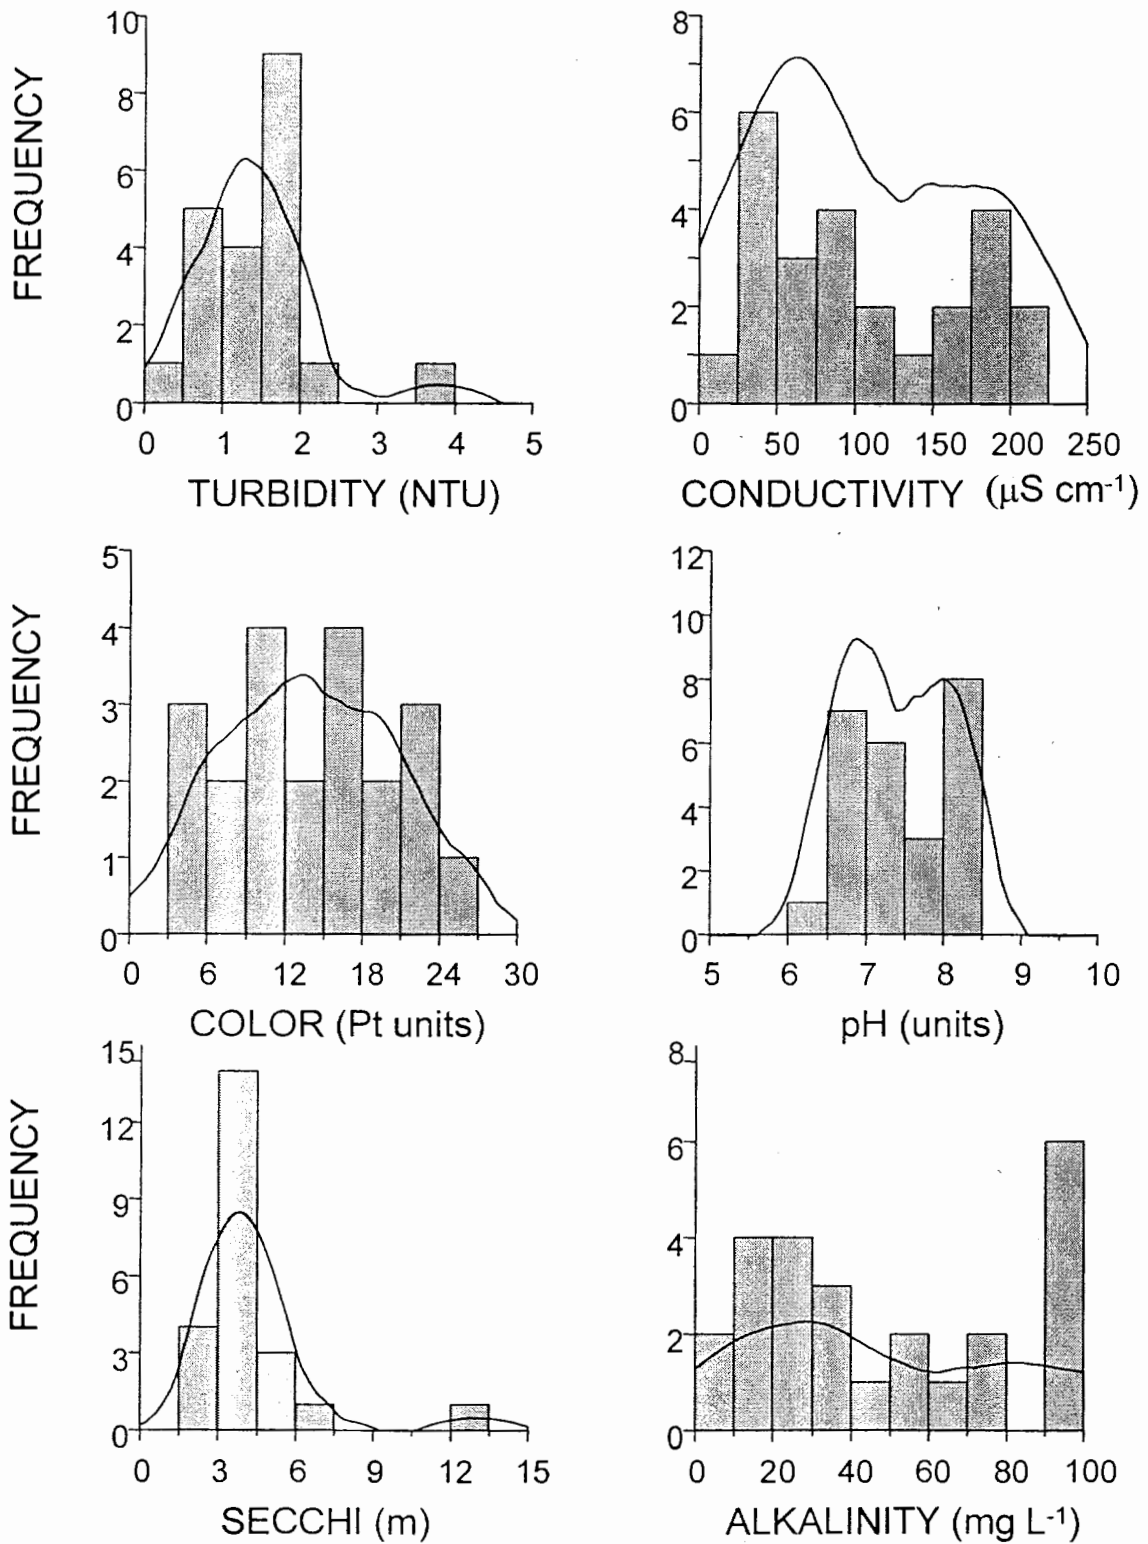 FREQUENCY
10
8
6
4
2
0
0 1 2 3 4 5
TURBIDITY (NTU)
8
6
4
2
0
0 50 100 150 200 250
CONDUCTIVITY (µS cm-1)
FREQUENCY
5
4
3
2
1
0
0 6 12 18 24 30
COLOR (Pt units)
12
10
8
6
4
2
0
5 6 7 8 9 10
pH (units)
FREQUENCY
15
12
9
6
3
0
0 3 6 9 12 15
SECCHI (m)
8
6
4
2
0
0 20 40 60 80 100
ALKALINITY (mg L-1)